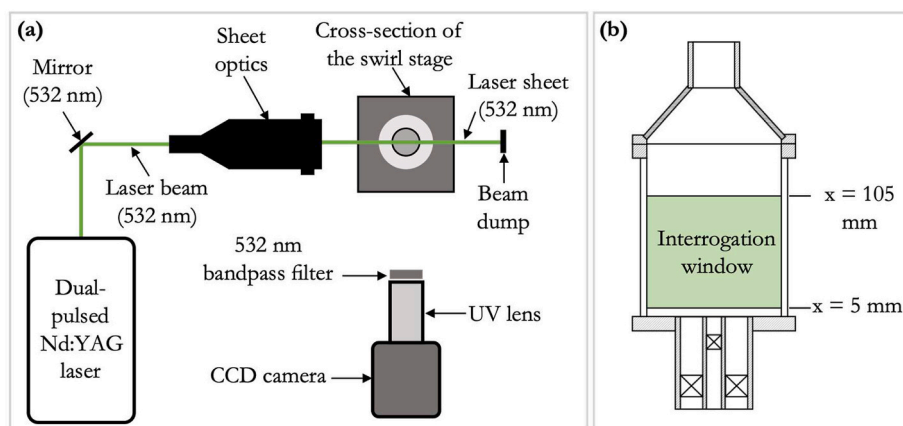 (a)
Mirror
(532 nm)
Sheet
optics
Cross-section of
the swirl stage
Laser sheet
(532 nm)
Laser beam
(532 nm)
Beam
dump
532 nm
bandpass filter
Dual-
pulsed
Nd:YAG
laser
UV lens
CCD camera
(b)
x = 105
mm
Interrogation
window
x = 5 mm